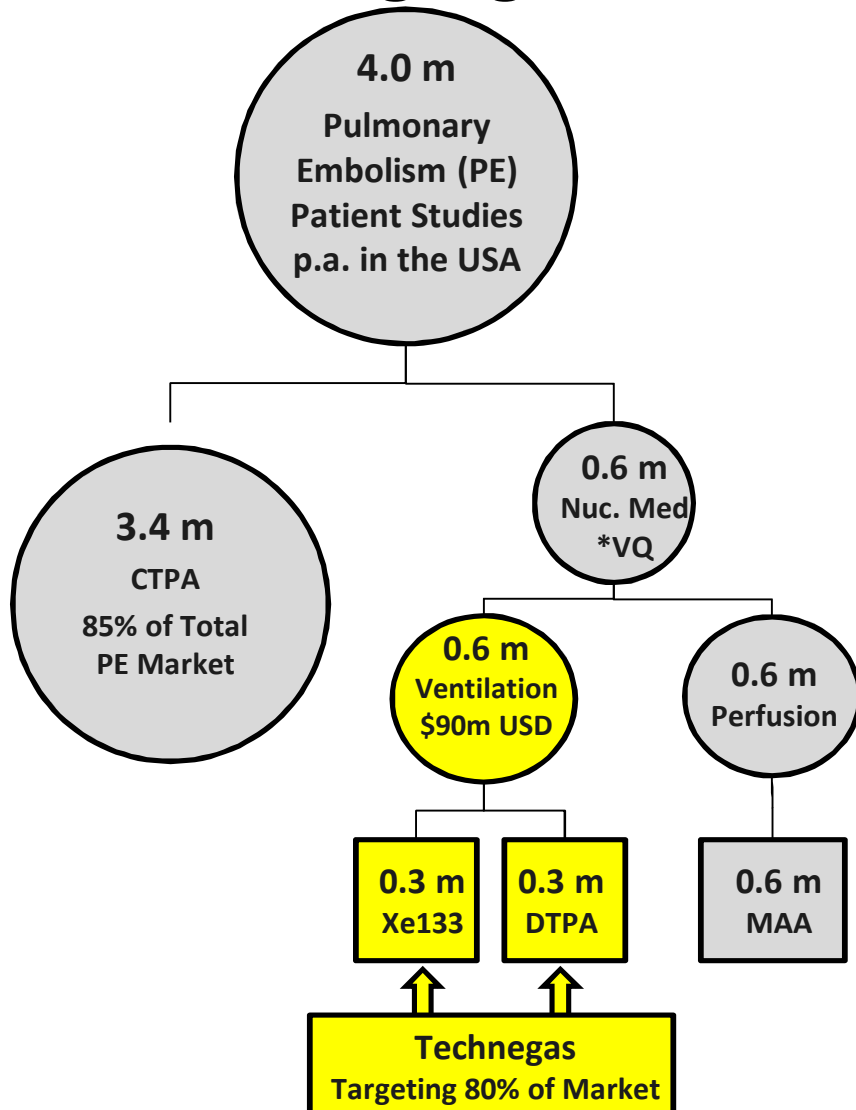 4.0 m
Pulmonary
Embolism (PE)
Patient Studies
p.a. in the USA
3.4 m
CTPA
85% of Total
PE Market
0.6 m
Nuc. Med
*VQ
0.6 m
Ventilation
$90m USD
0.6 m
Perfusion
0.3 m
Xe133
0.3 m
DTPA
0.6 m
MAA
Technegas
Targeting 80% of Market